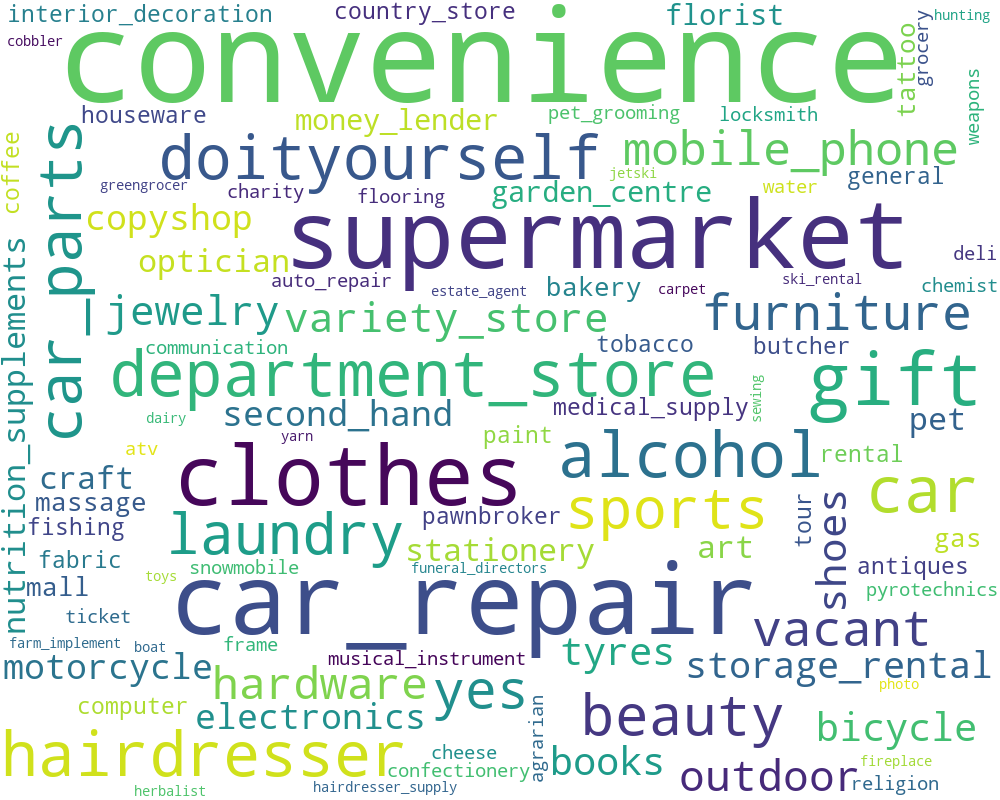 interior_decoration
country_store
florist
hunting
cobbler
convenience
tattoo
grocery
weapons
houseware
money_lender
pet_grooming
locksmith
coffee
car_parts
doityourself
mobile_phone
greengrocer
charity
flooring
jetski
garden_centre
water
general
copyshop
supermarket
optician
auto_repair
estate_agent
bakery
carpet
ski_rental
deli
chemist
nutrition_supplements
jewelry
variety_store
furniture
communication
department_store
tobacco
butcher
gift
dairy
second_hand
medical_supply
sewing
pet
yarn
atv
clothes
paint
alcohol
rental
craft
massage
fishing
laundry
pawnbroker
sports
tour
shoes
car
fabric
stationery
art
gas
antiques
mall
toys
snowmobile
funeral_directors
pyrotechnics
ticket
car_repair
farm_implement
boat
frame
musical_instrument
tyres
vacant
motorcycle
hardware
yes
storage_rental
photo
computer
electronics
agrarian
beauty
bicycle
hairdresser
cheese
confectionery
books
outdoor
fireplace
religion
herbalist
hairdresser_supply